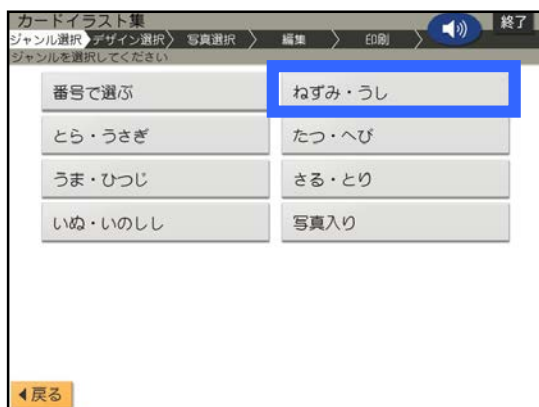 カードイラスト集
終了
ジャンル選択 デザイン選択 写真選択 編集 印刷
ジャンルを選択してください
番号で選ぶ
ねずみ・うし
とら・うさぎ
たつ・へび
うま・ひつじ
さる・とり
いぬ・いのしし
写真入り
戻る